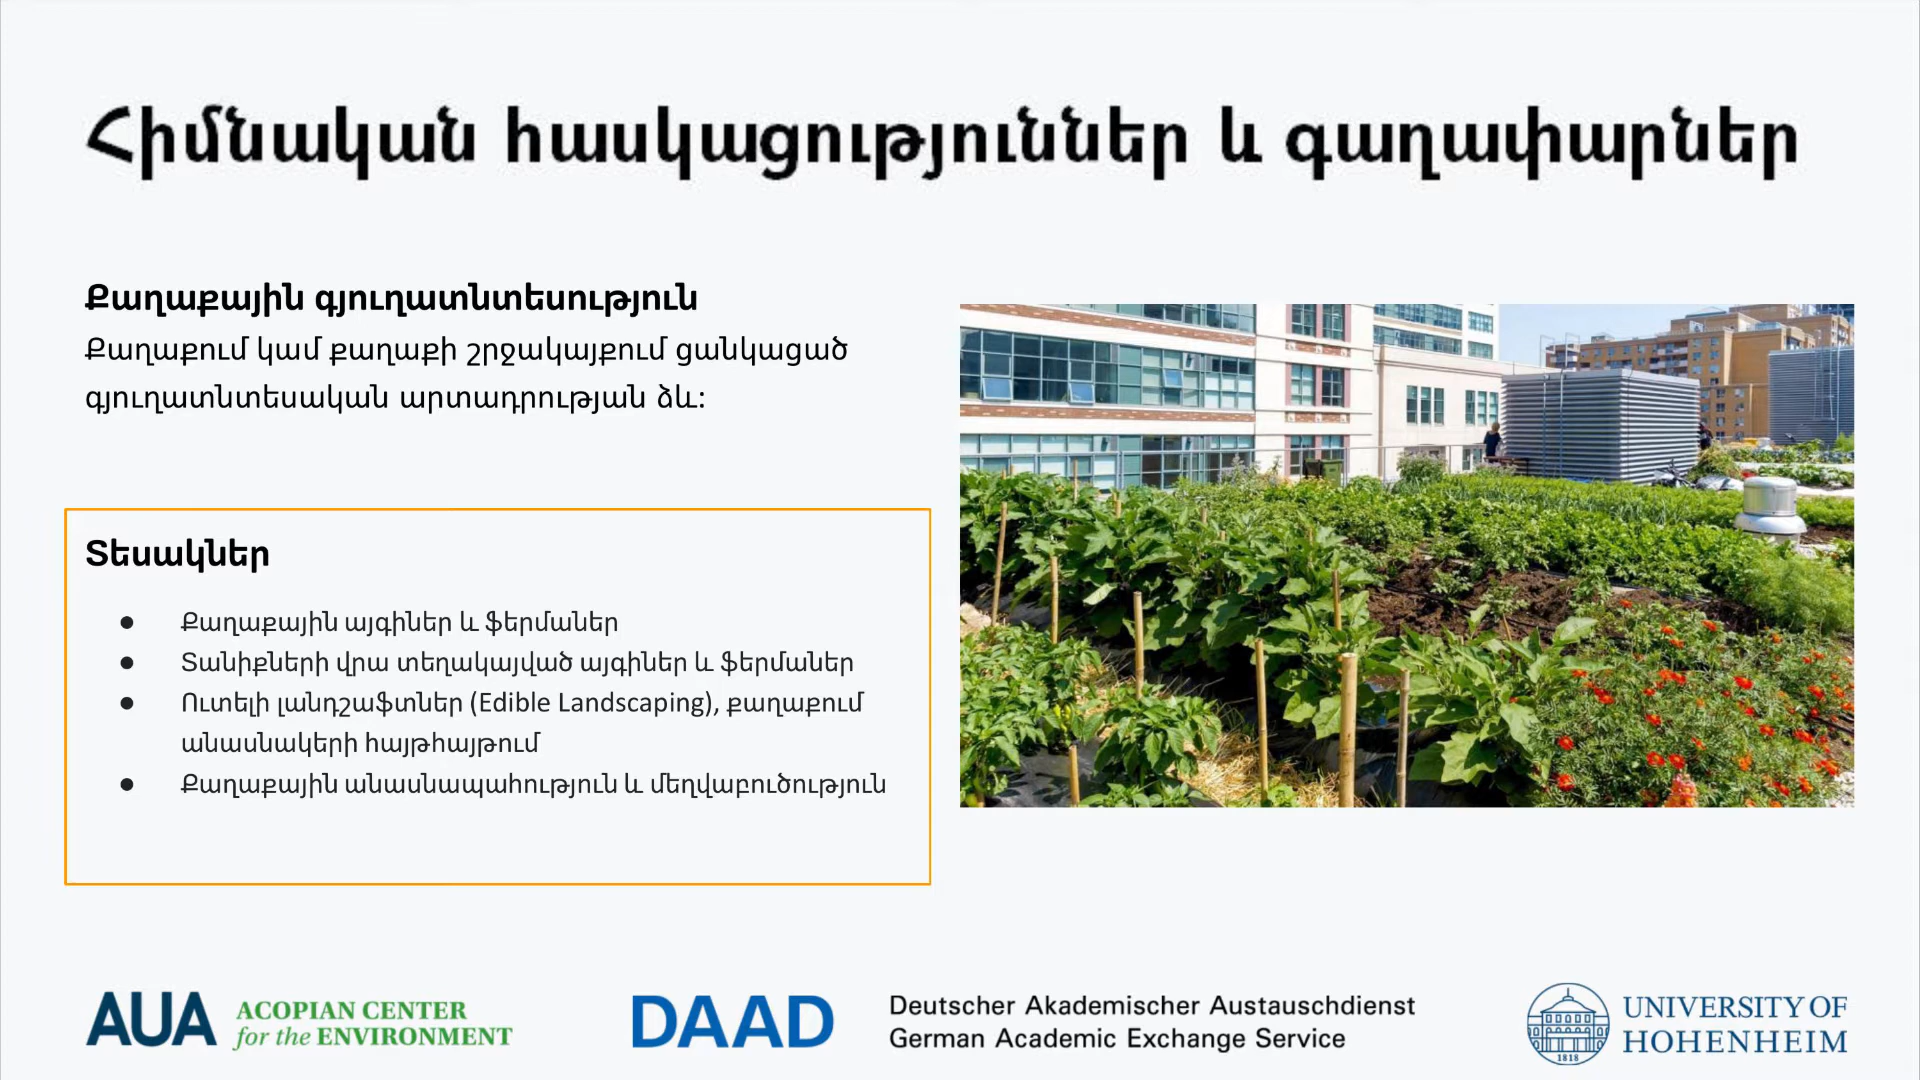 Հիմնական հասկացություններ և գաղափարներ
Քաղաքային գյուղատնտեսություն
Քաղաքում կամ քաղաքի շրջակայքում ցանկացած
գյուղատնտեսական արտադրության ձև:
Տեսակներ
● Քաղաքային այգիներ և ֆերմաներ
● Տանիքների վրա տեղակայված այգիներ և ֆերմաներ
● Ուտելի լանդշաֆտներ (Edible Landscaping), քաղաքում
անասնակերի հայթհայթում
● Քաղաքային անասնապահություն և մեղվաբուծություն
AUA ACOPIAN CENTER
for the ENVIRONMENT
DAAD
Deutscher Akademischer Austauschdienst
German Academic Exchange Service
UNIVERSITY OF
HOHENHEIM
1818